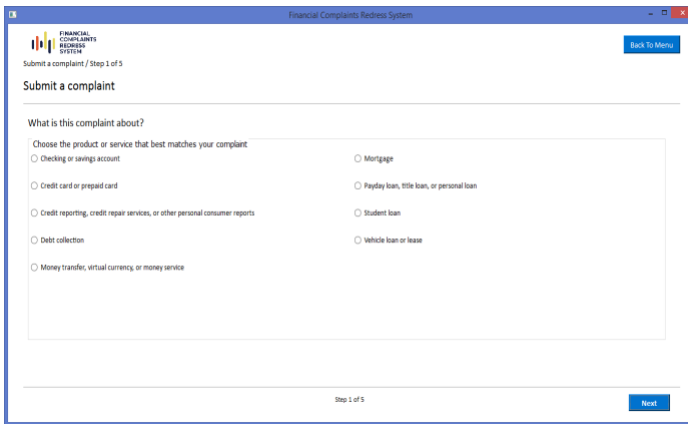 Financial Complaints Redress System
FINANCIAL
COMPLAINTS
REDRESS
SYSTEM
Back To Menu
Submit a complaint / Step 1 of 5
Submit a complaint
What is this complaint about?
Choose the product or service that best matches your complaint
Checking or savings account
Mortgage
Credit card or prepaid card
Payday loan, title loan, or personal loan
Credit reporting, credit repair services, or other personal consumer reports
Student loan
Debt collection
Vehicle loan or lease
Money transfer, virtual currency, or money service
Step 1 of 5
Next